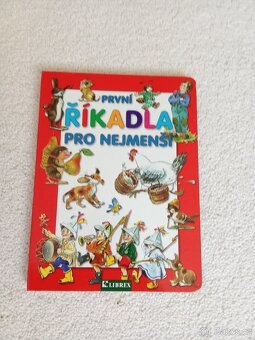 PRVNÍ
ŘÍKADLA
PRO NEJMENŠÍ
LIBREX